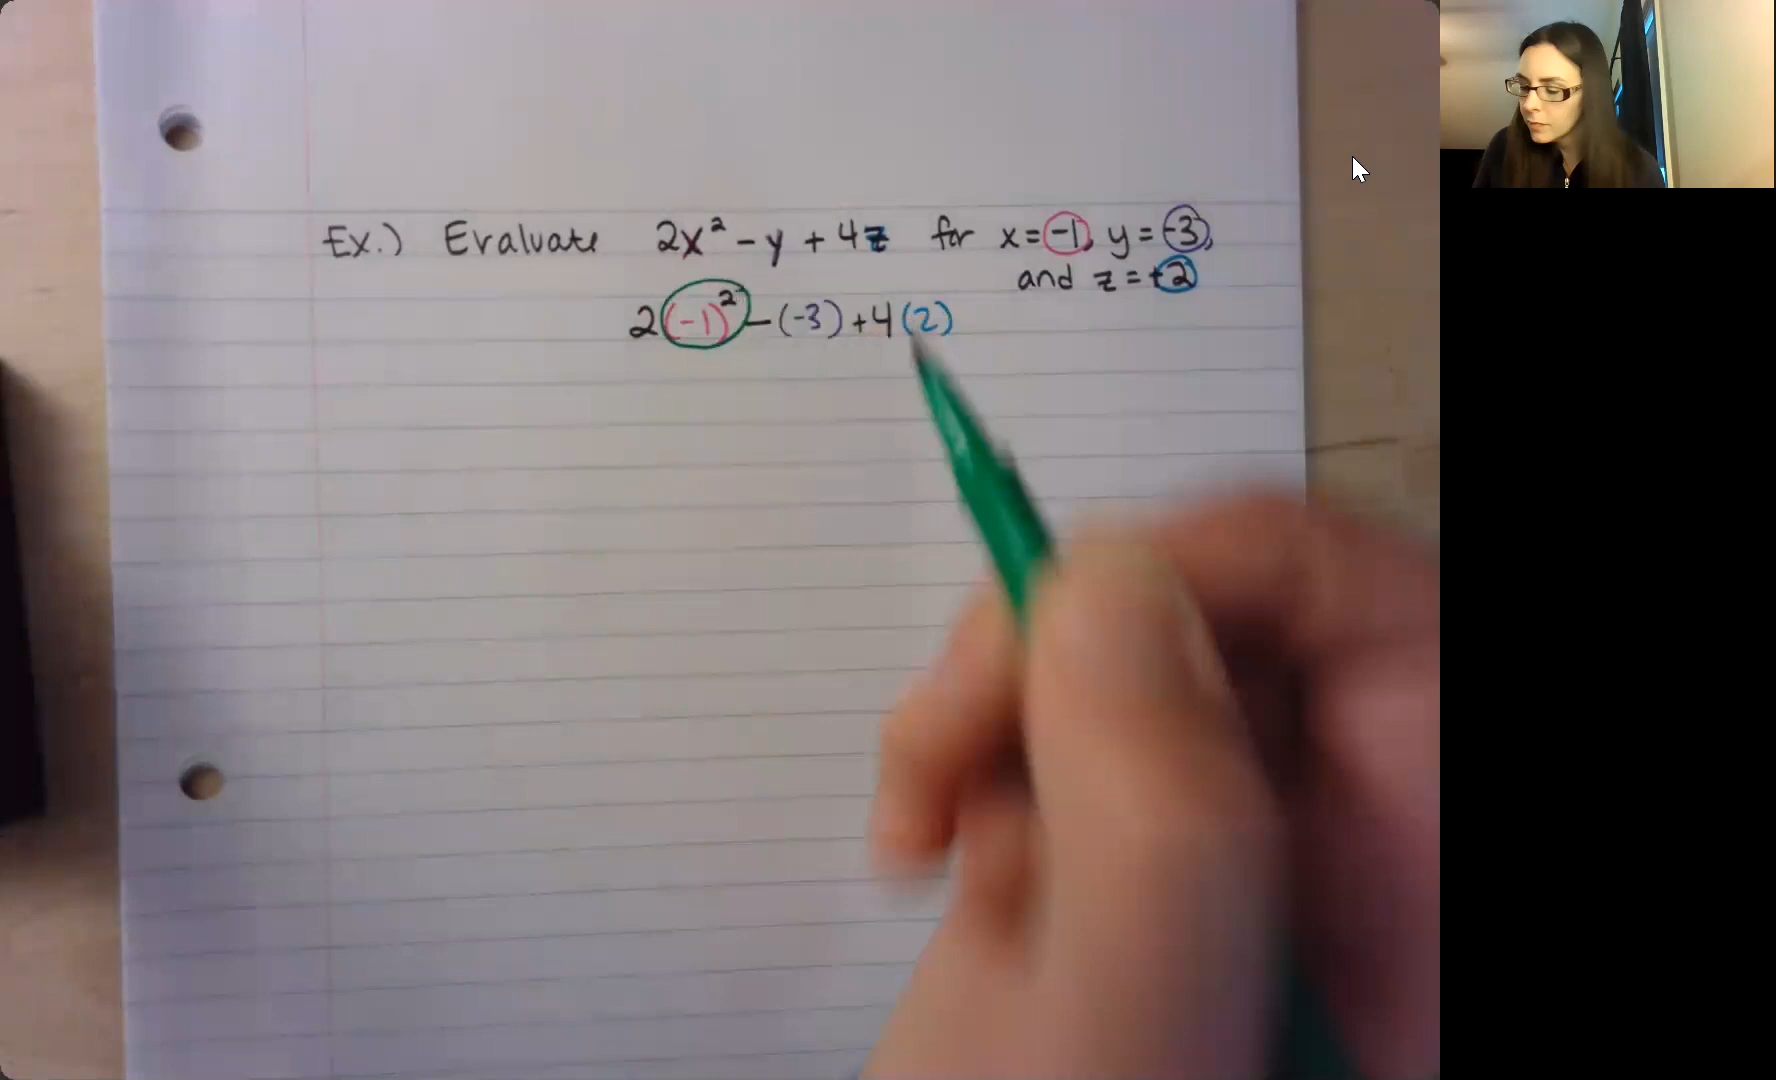 Ex.) Evaluate 2x² - y + 4z for x = -1, y = -3,
and z = +2
2(-1)² - (-3) + 4(2)